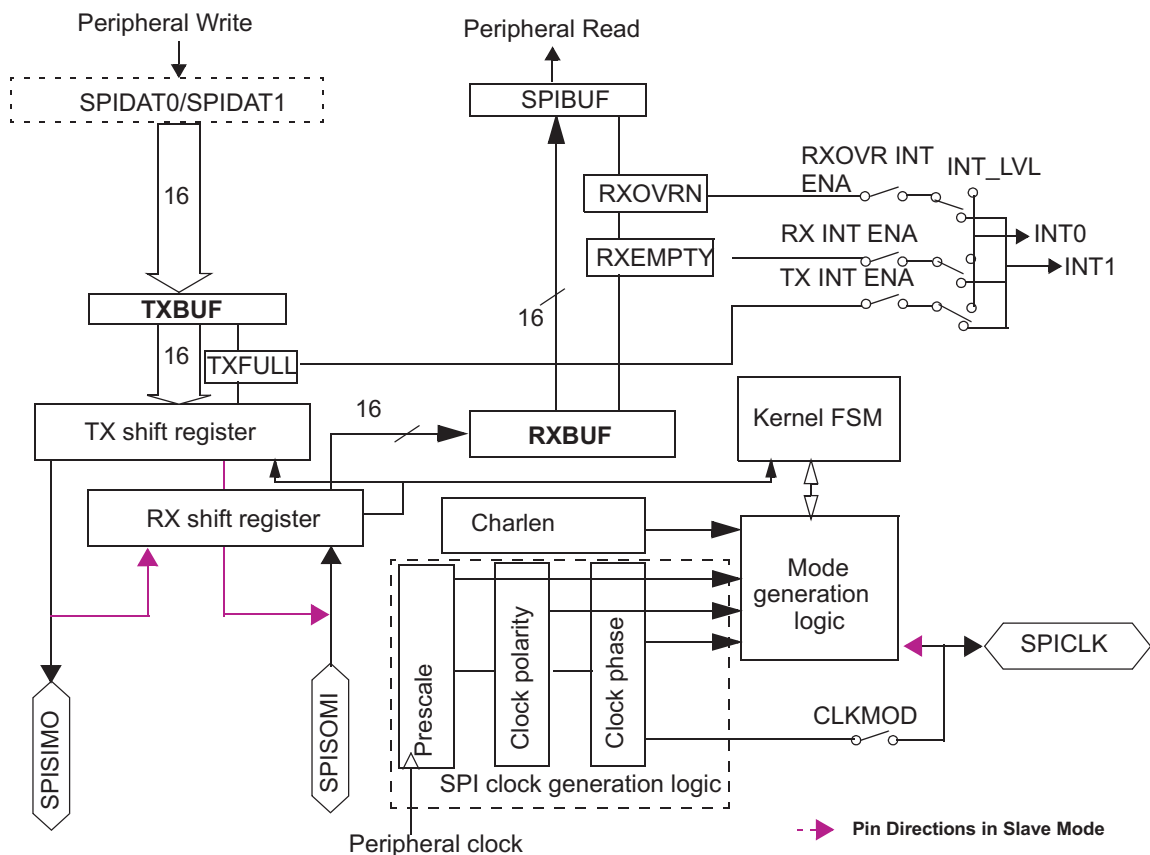 Peripheral Write
Peripheral Read
SPIDAT0/SPIDAT1
SPIBUF
16
RXOVRN
RXOVR INT
ENA
INT_LVL
RXEMPTY
RX INT ENA
INT0
TX INT ENA
INT1
TXBUF
16
16
TXFULL
TX shift register
16
RXBUF
Kernel FSM
RX shift register
Charlen
Mode
generation
logic
Prescale
Clock polarity
Clock phase
SPICLK
CLKMOD
SPISIMO
SPISOMI
SPI clock generation logic
Peripheral clock
Pin Directions in Slave Mode